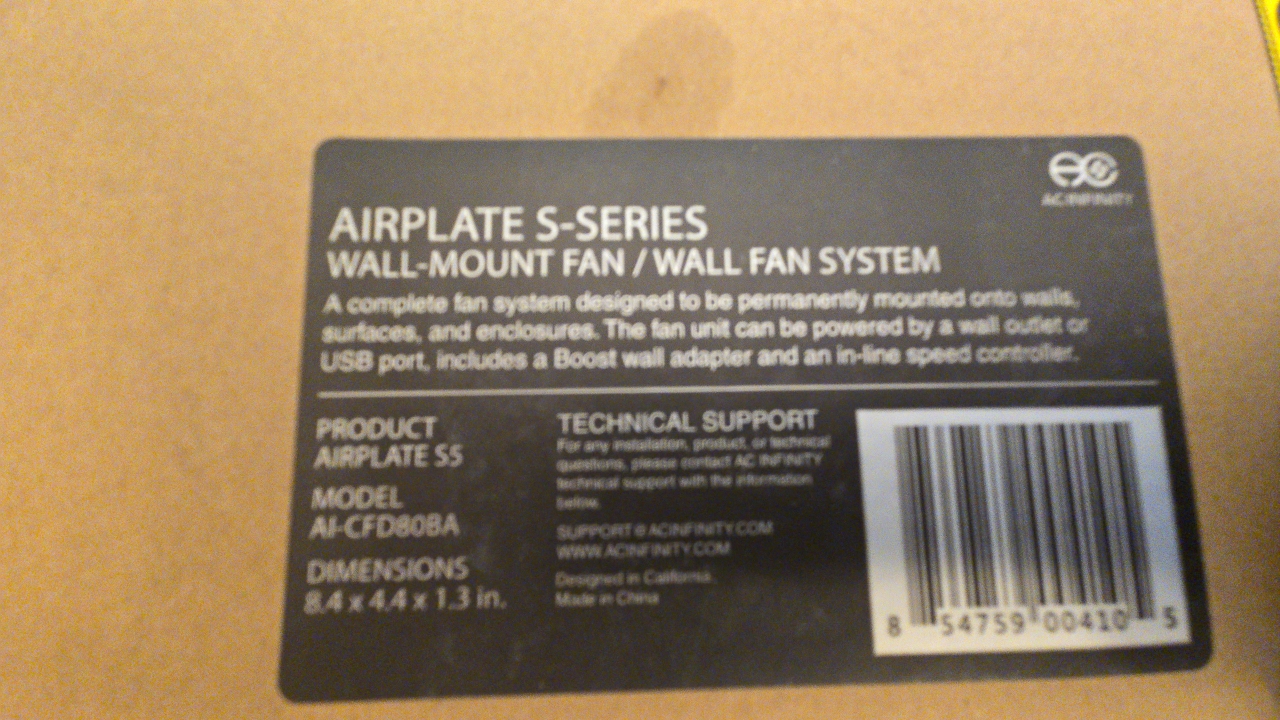 AC INFINITY
AIRPLATE S-SERIES
WALL-MOUNT FAN / WALL FAN SYSTEM
A complete fan system designed to be permanently mounted onto walls,
surfaces, and enclosures. The fan unit can be powered by a wall outlet or
USB port, includes a Boost wall adapter and an in-line speed controller.
PRODUCT
AIRPLATE S5
MODEL
AI-CFD80BA
DIMENSIONS
8.4 x 4.4 x 1.3 in.
TECHNICAL SUPPORT
For any installation, product, or technical
questions, please contact AC INFINITY
technical support with the information
below.
SUPPORT@ACINFINITY.COM
WWW.ACINFINITY.COM
Designed in California.
Made in China
8 54759 00410 5